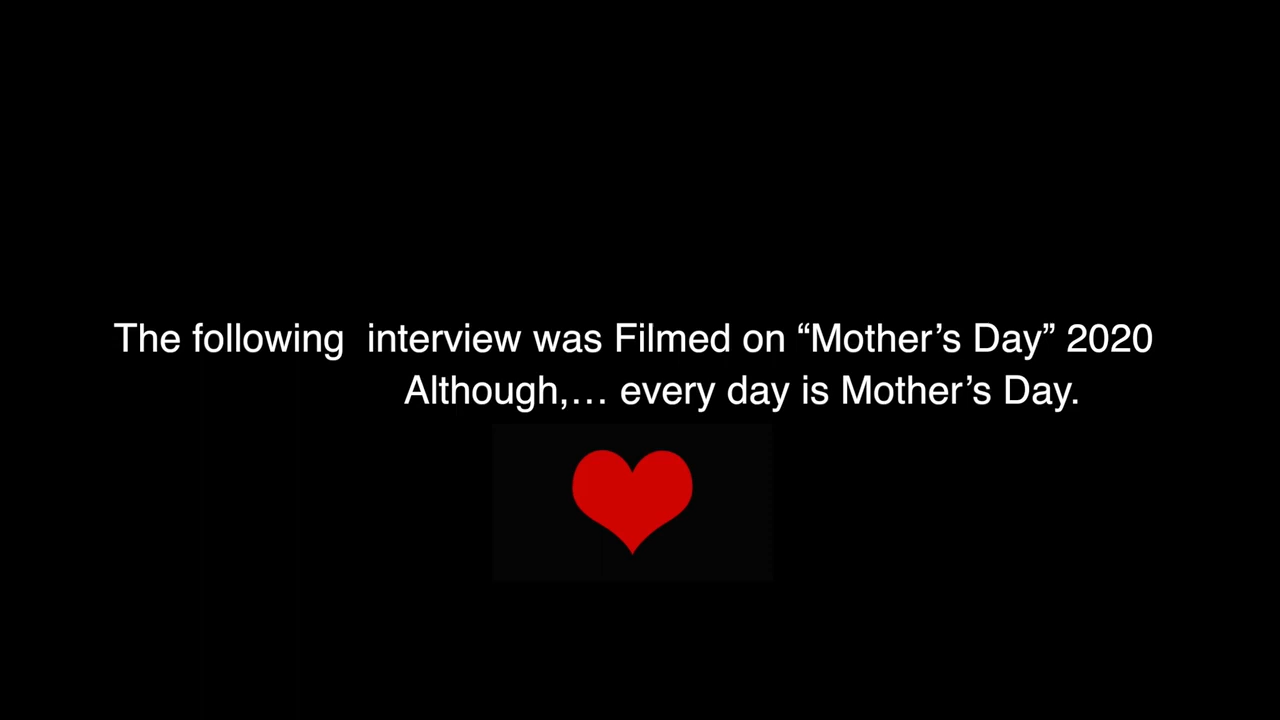 The following  interview was Filmed on “Mother’s Day” 2020
Although,… every day is Mother’s Day.